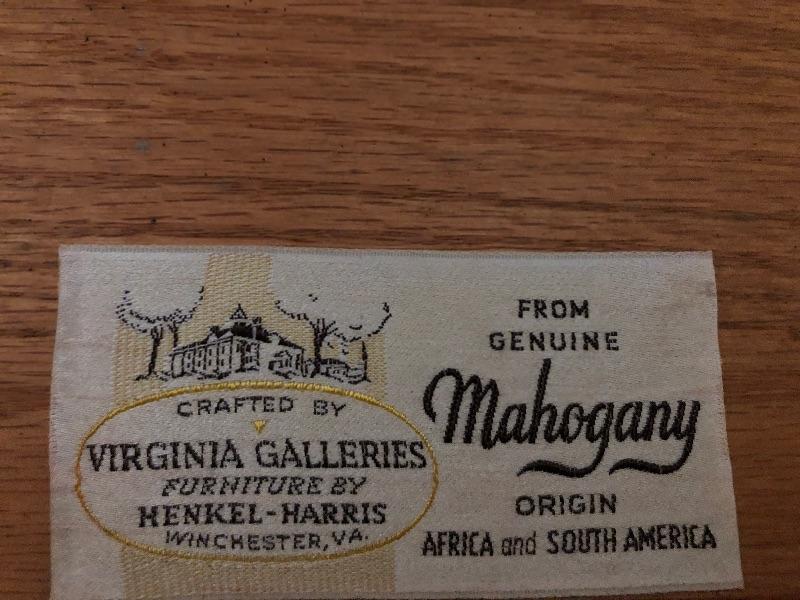 CRAFTED BY
VIRGINIA GALLERIES
FURNITURE BY
HENKEL-HARRIS
WINCHESTER, VA.
FROM
GENUINE
Mahogany
ORIGIN
AFRICA and SOUTH AMERICA